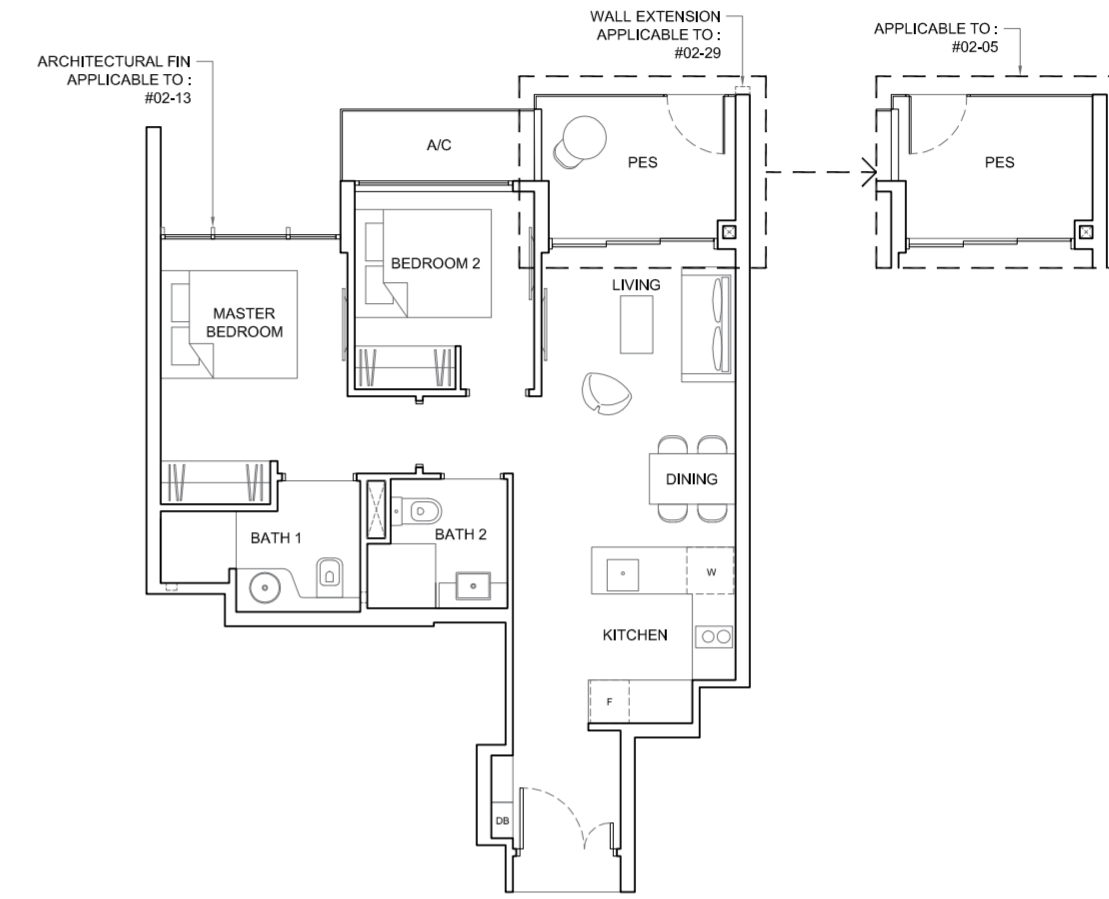 WALL EXTENSION
APPLICABLE TO :
#02-29
APPLICABLE TO :
#02-05
ARCHITECTURAL FIN
APPLICABLE TO :
#02-13
A/C
PES
PES
BEDROOM 2
LIVING
MASTER
BEDROOM
DINING
BATH 1
BATH 2
W
KITCHEN
F
DB